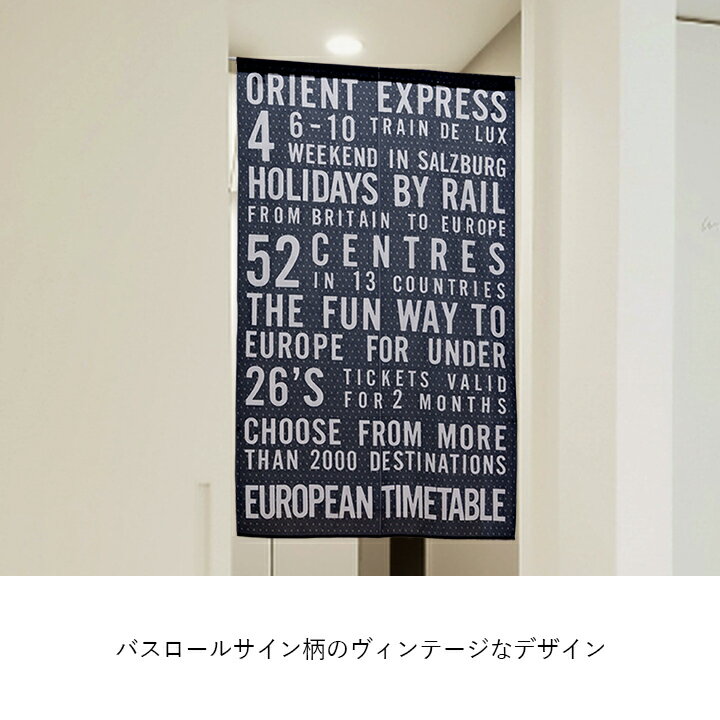 ORIENT EXPRESS
4 6-10 TRAIN DE LUX
WEEKEND IN SALZBURG
HOLIDAYS BY RAIL
FROM BRITAIN TO EUROPE
52 CENTRES
IN 13 COUNTRIES
THE FUN WAY TO
EUROPE FOR UNDER
26'S TICKETS VALID
FOR 2 MONTHS
CHOOSE FROM MORE
THAN 2000 DESTINATIONS
EUROPEAN TIMETABLE
バスロールサイン柄のヴィンテージなデザイン